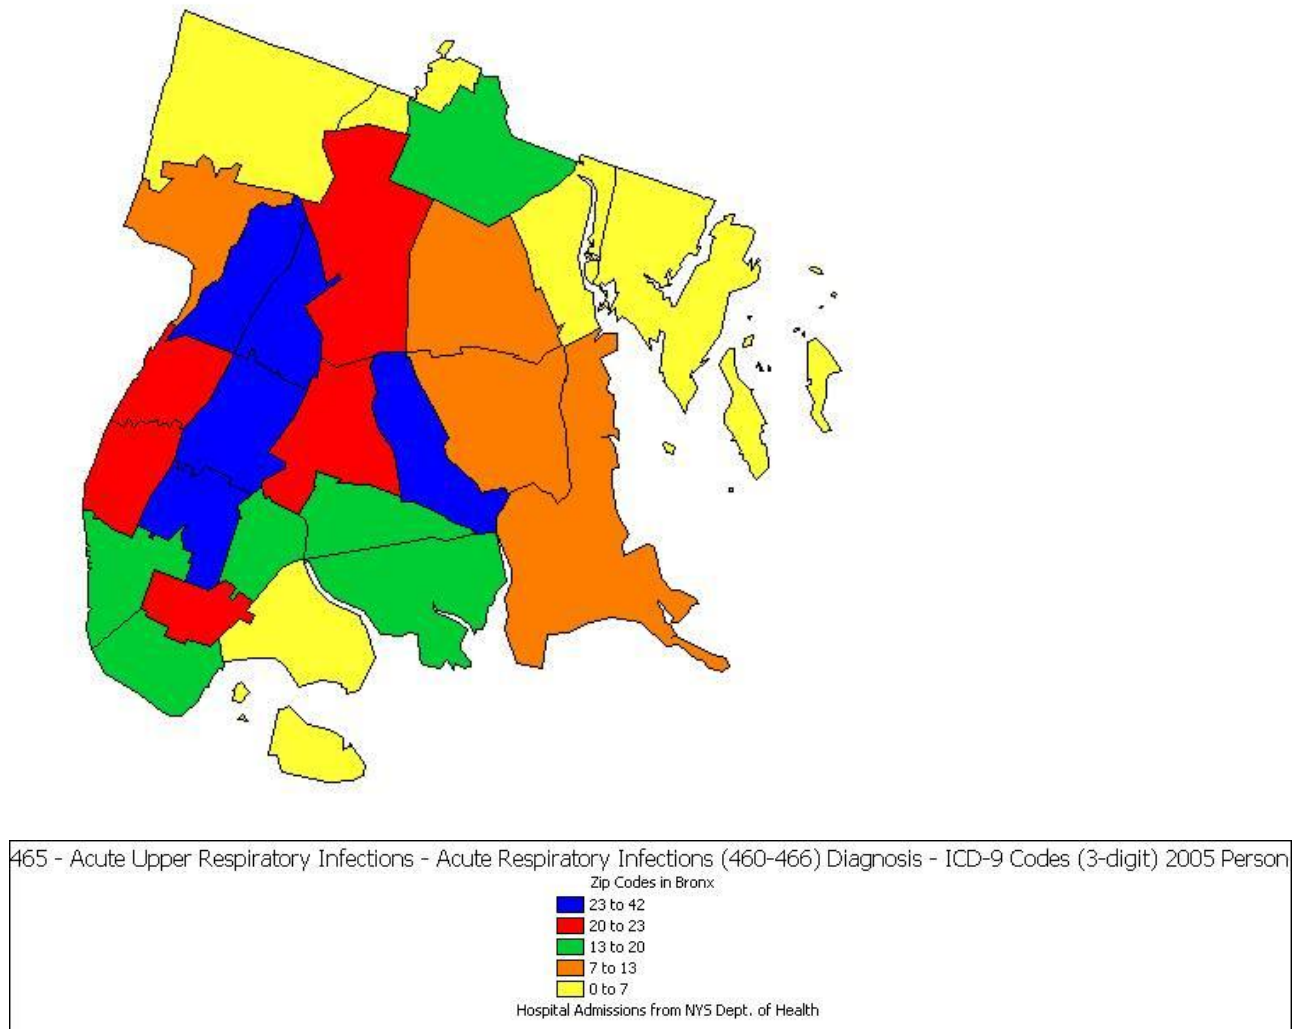 465 - Acute Upper Respiratory Infections - Acute Respiratory Infections (460-466) Diagnosis - ICD-9 Codes (3-digit) 2005 Person
Zip Codes in Bronx
23 to 42
20 to 23
13 to 20
7 to 13
0 to 7
Hospital Admissions from NYS Dept. of Health